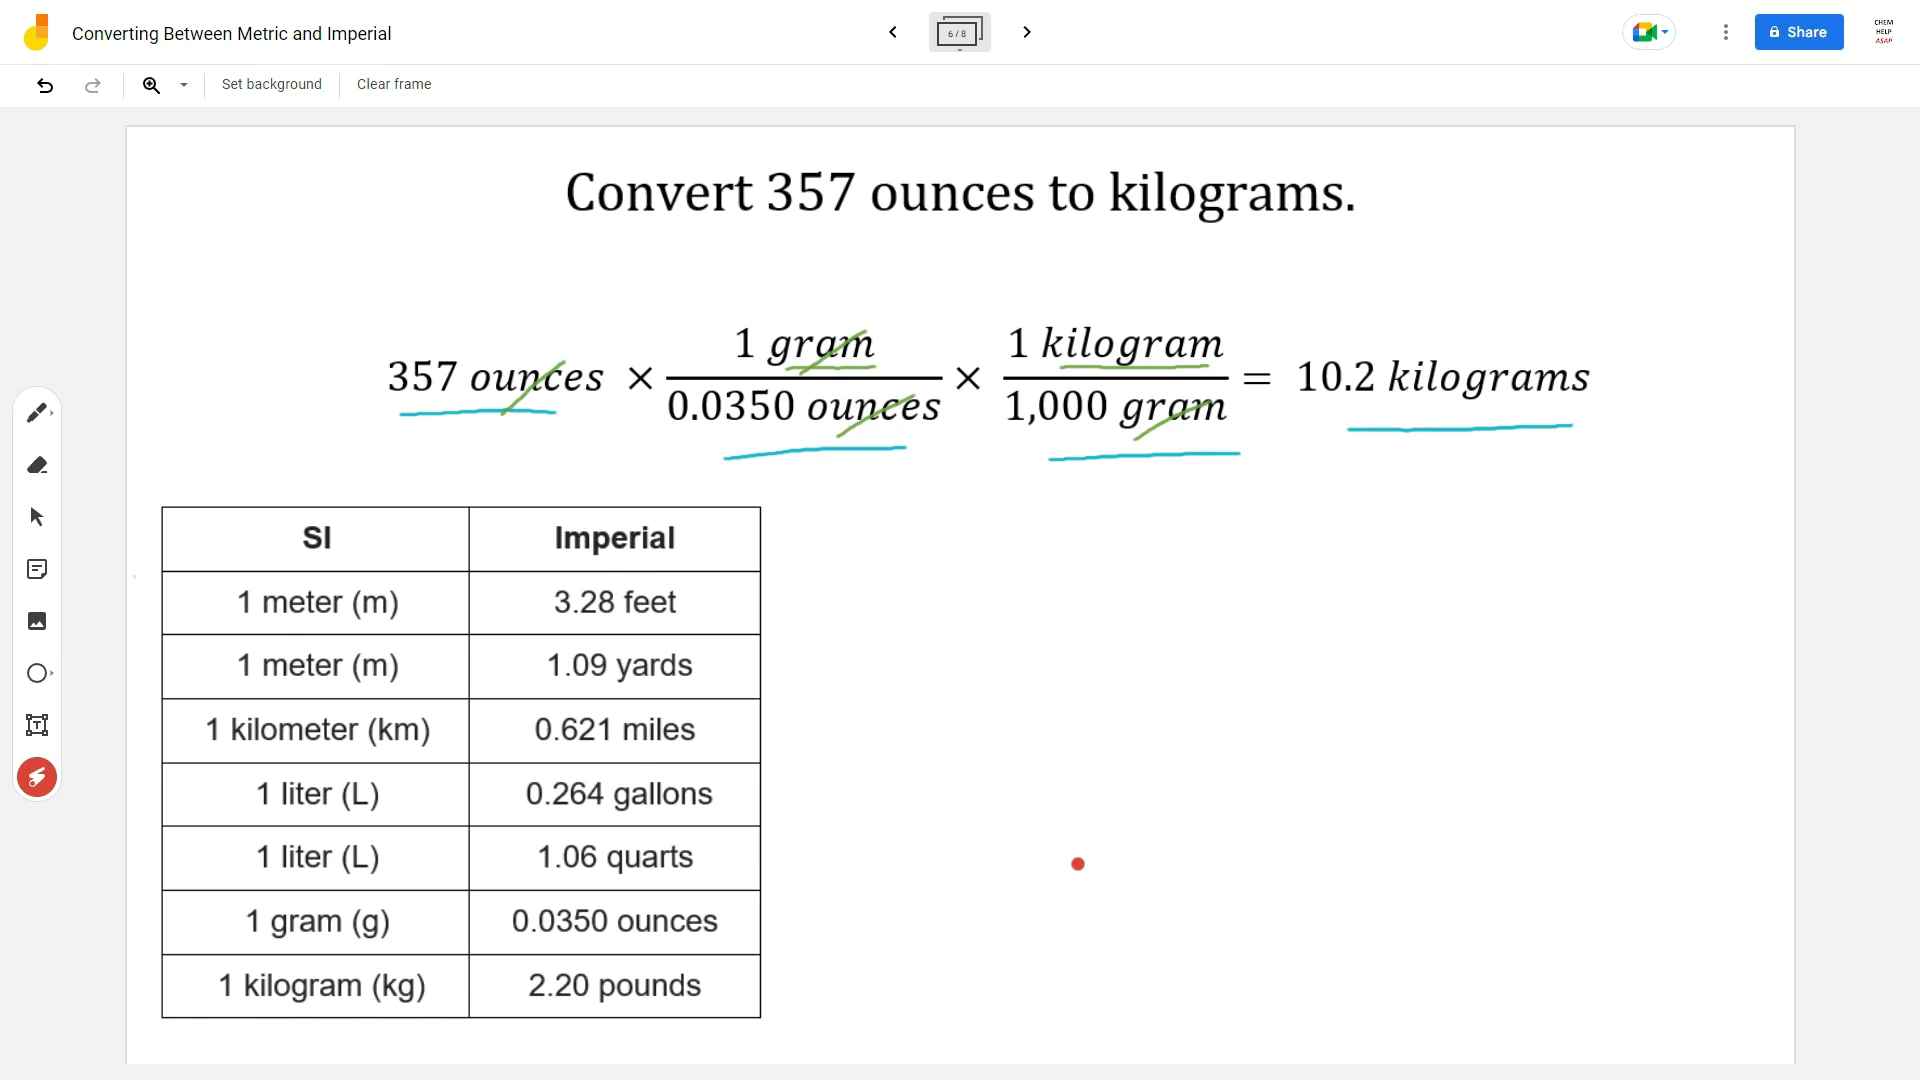 Converting Between Metric and Imperial
6 / 8
Share
CHEM
HELP
ASAP
Set background
Clear frame
Convert 357 ounces to kilograms.
357 ounces × 1 gram / 0.0350 ounces × 1 kilogram / 1,000 gram = 10.2 kilograms
SI Imperial
1 meter (m) 3.28 feet
1 meter (m) 1.09 yards
1 kilometer (km) 0.621 miles
1 liter (L) 0.264 gallons
1 liter (L) 1.06 quarts
1 gram (g) 0.0350 ounces
1 kilogram (kg) 2.20 pounds